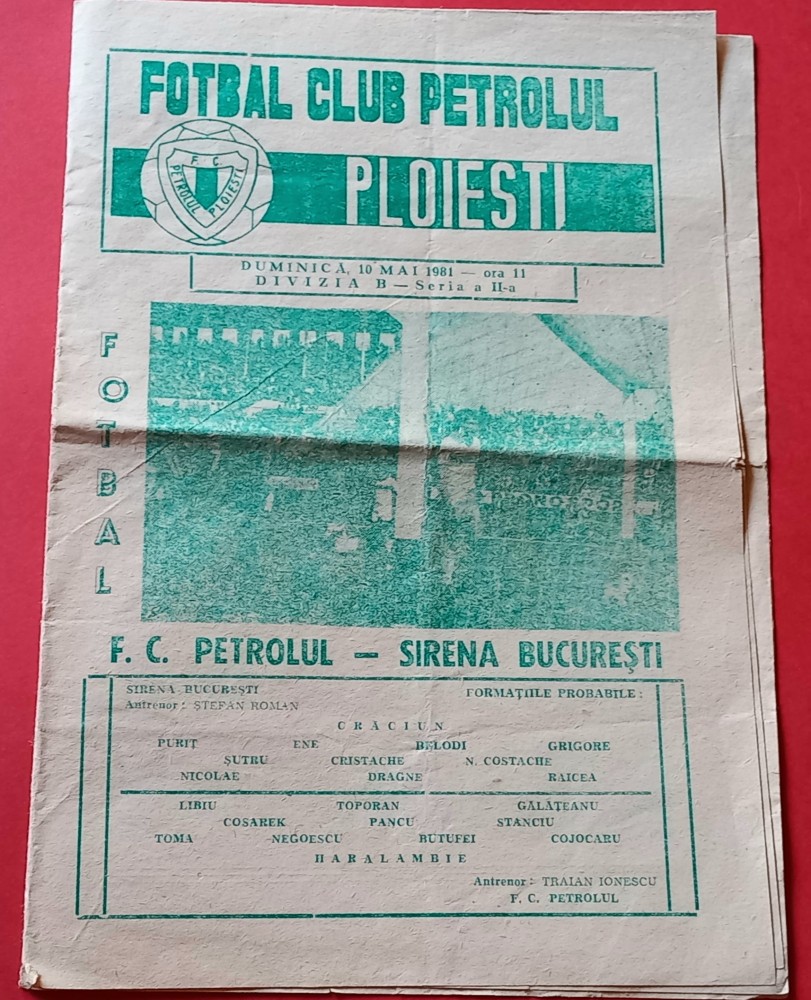 FOTBAL CLUB PETROLUL
F. C.
PETROLUL PLOIEȘTI
PLOIEȘTI
DUMINICĂ, 10 MAI 1981 — ora 11
DIVIZIA B — Seria a II-a
FOTBAL
F. C. PETROLUL — SIRENA BUCUREȘTI
SIRENA BUCUREȘTI FORMAȚIILE PROBABILE :
Antrenor : ȘTEFAN ROMAN
CRĂCIUN
PURIT ENE BELODI GRIGORE
ȘUTRU CRISTACHE N. COSTACHE
NICOLAE DRAGNE RAICEA
LIBIU TOPORAN GĂLĂȚEANU
COSAREK PANCU STANCIU
TOMA NEGOESCU BUTUFEI COJOCARU
HARALAMBIE
Antrenor : TRAIAN IONESCU
F. C. PETROLUL